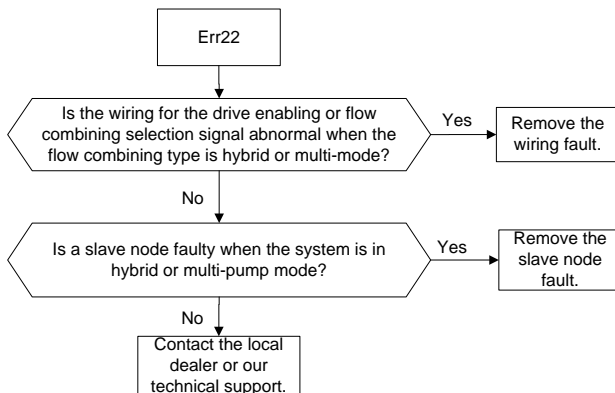 Err22
Is the wiring for the drive enabling or flow
combining selection signal abnormal when the
flow combining type is hybrid or multi-mode?
Yes
Remove the
wiring fault.
No
Is a slave node faulty when the system is in
hybrid or multi-pump mode?
Yes
Remove the
slave node
fault.
No
Contact the local
dealer or our
technical support.